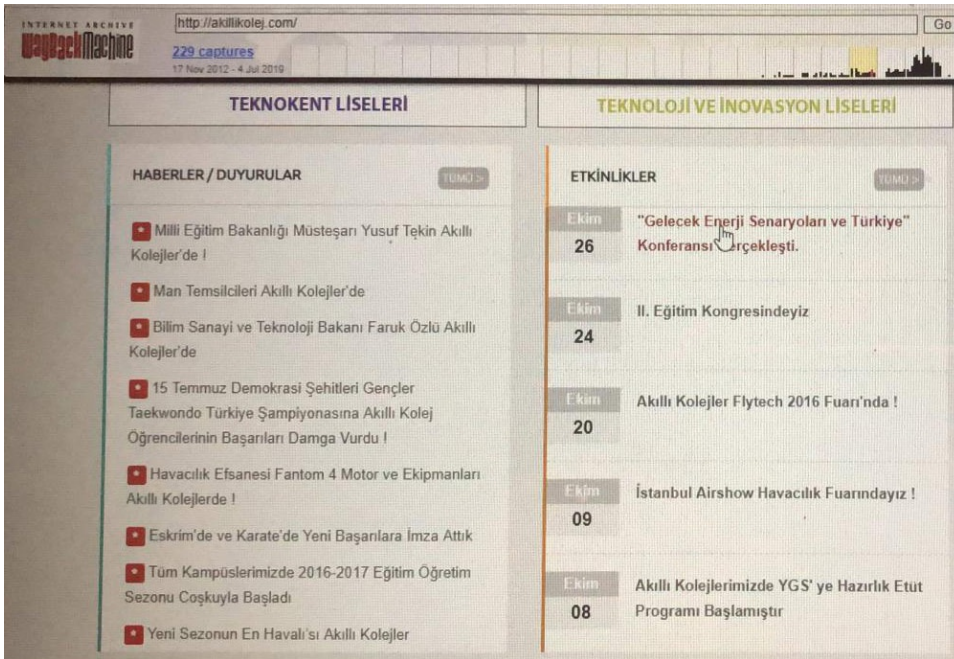 INTERNET ARCHIVE
WayBackMachine
http://akillikolej.com/
Go
229 captures
17 Nov 2012 - 4 Jul 2019
TEKNOKENT LİSELERİ
TEKNOLOJİ VE İNOVASYON LİSELERİ
HABERLER / DUYURULAR
TÜMÜ >
Milli Eğitim Bakanlığı Müsteşarı Yusuf Tekin Akıllı
Kolejler'de !
Man Temsilcileri Akıllı Kolejler'de
Bilim Sanayi ve Teknoloji Bakanı Faruk Özlü Akıllı
Kolejler'de
15 Temmuz Demokrasi Şehitleri Gençler
Taekwondo Türkiye Şampiyonasına Akıllı Kolej
Öğrencilerinin Başarıları Damga Vurdu !
Havacılık Efsanesi Fantom 4 Motor ve Ekipmanları
Akıllı Kolejlerde !
Eskrim'de ve Karate'de Yeni Başarılara İmza Attık
Tüm Kampüslerimizde 2016-2017 Eğitim Öğretim
Sezonu Coşkuyla Başladı
Yeni Sezonun En Havalı'sı Akıllı Kolejler
ETKİNLİKLER
TÜMÜ >
Ekim
26
"Gelecek Enerji Senaryoları ve Türkiye"
Konferansı Gerçekleşti.
Ekim
24
II. Eğitim Kongresindeyiz
Ekim
20
Akıllı Kolejler Flytech 2016 Fuarı'nda !
Ekim
09
İstanbul Airshow Havacılık Fuarındayız !
Ekim
08
Akıllı Kolejlerimizde YGS' ye Hazırlık Etüt
Programı Başlamıştır